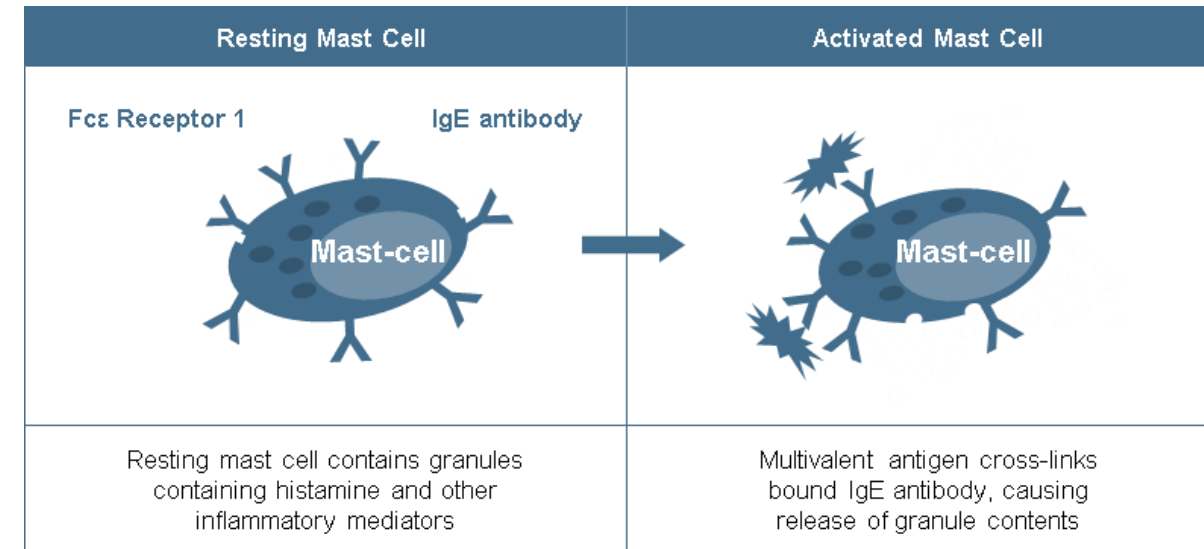 Resting Mast Cell
Activated Mast Cell
Fcε Receptor 1
IgE antibody
Mast-cell
Mast-cell
Resting mast cell contains granules
containing histamine and other
inflammatory mediators
Multivalent antigen cross-links
bound IgE antibody, causing
release of granule contents